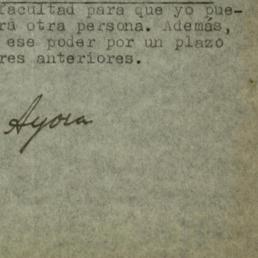 facultad para que yo pue-
rá otra persona. Además,
ese poder por un plazo
res anteriores.
Ayora